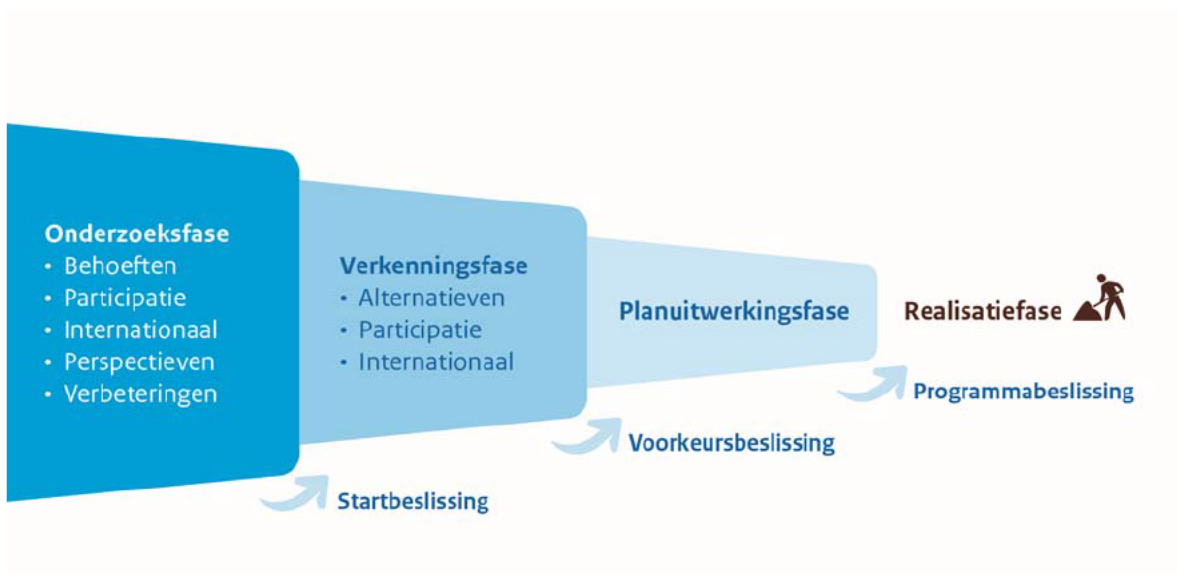 Onderzoeksfase
• Behoeften
• Participatie
• Internationaal
• Perspectieven
• Verbeteringen
Startbeslissing
Verkenningsfase
• Alternatieven
• Participatie
• Internationaal
Voorkeursbeslissing
Planuitwerkingsfase
Programmabeslissing
Realisatiefase